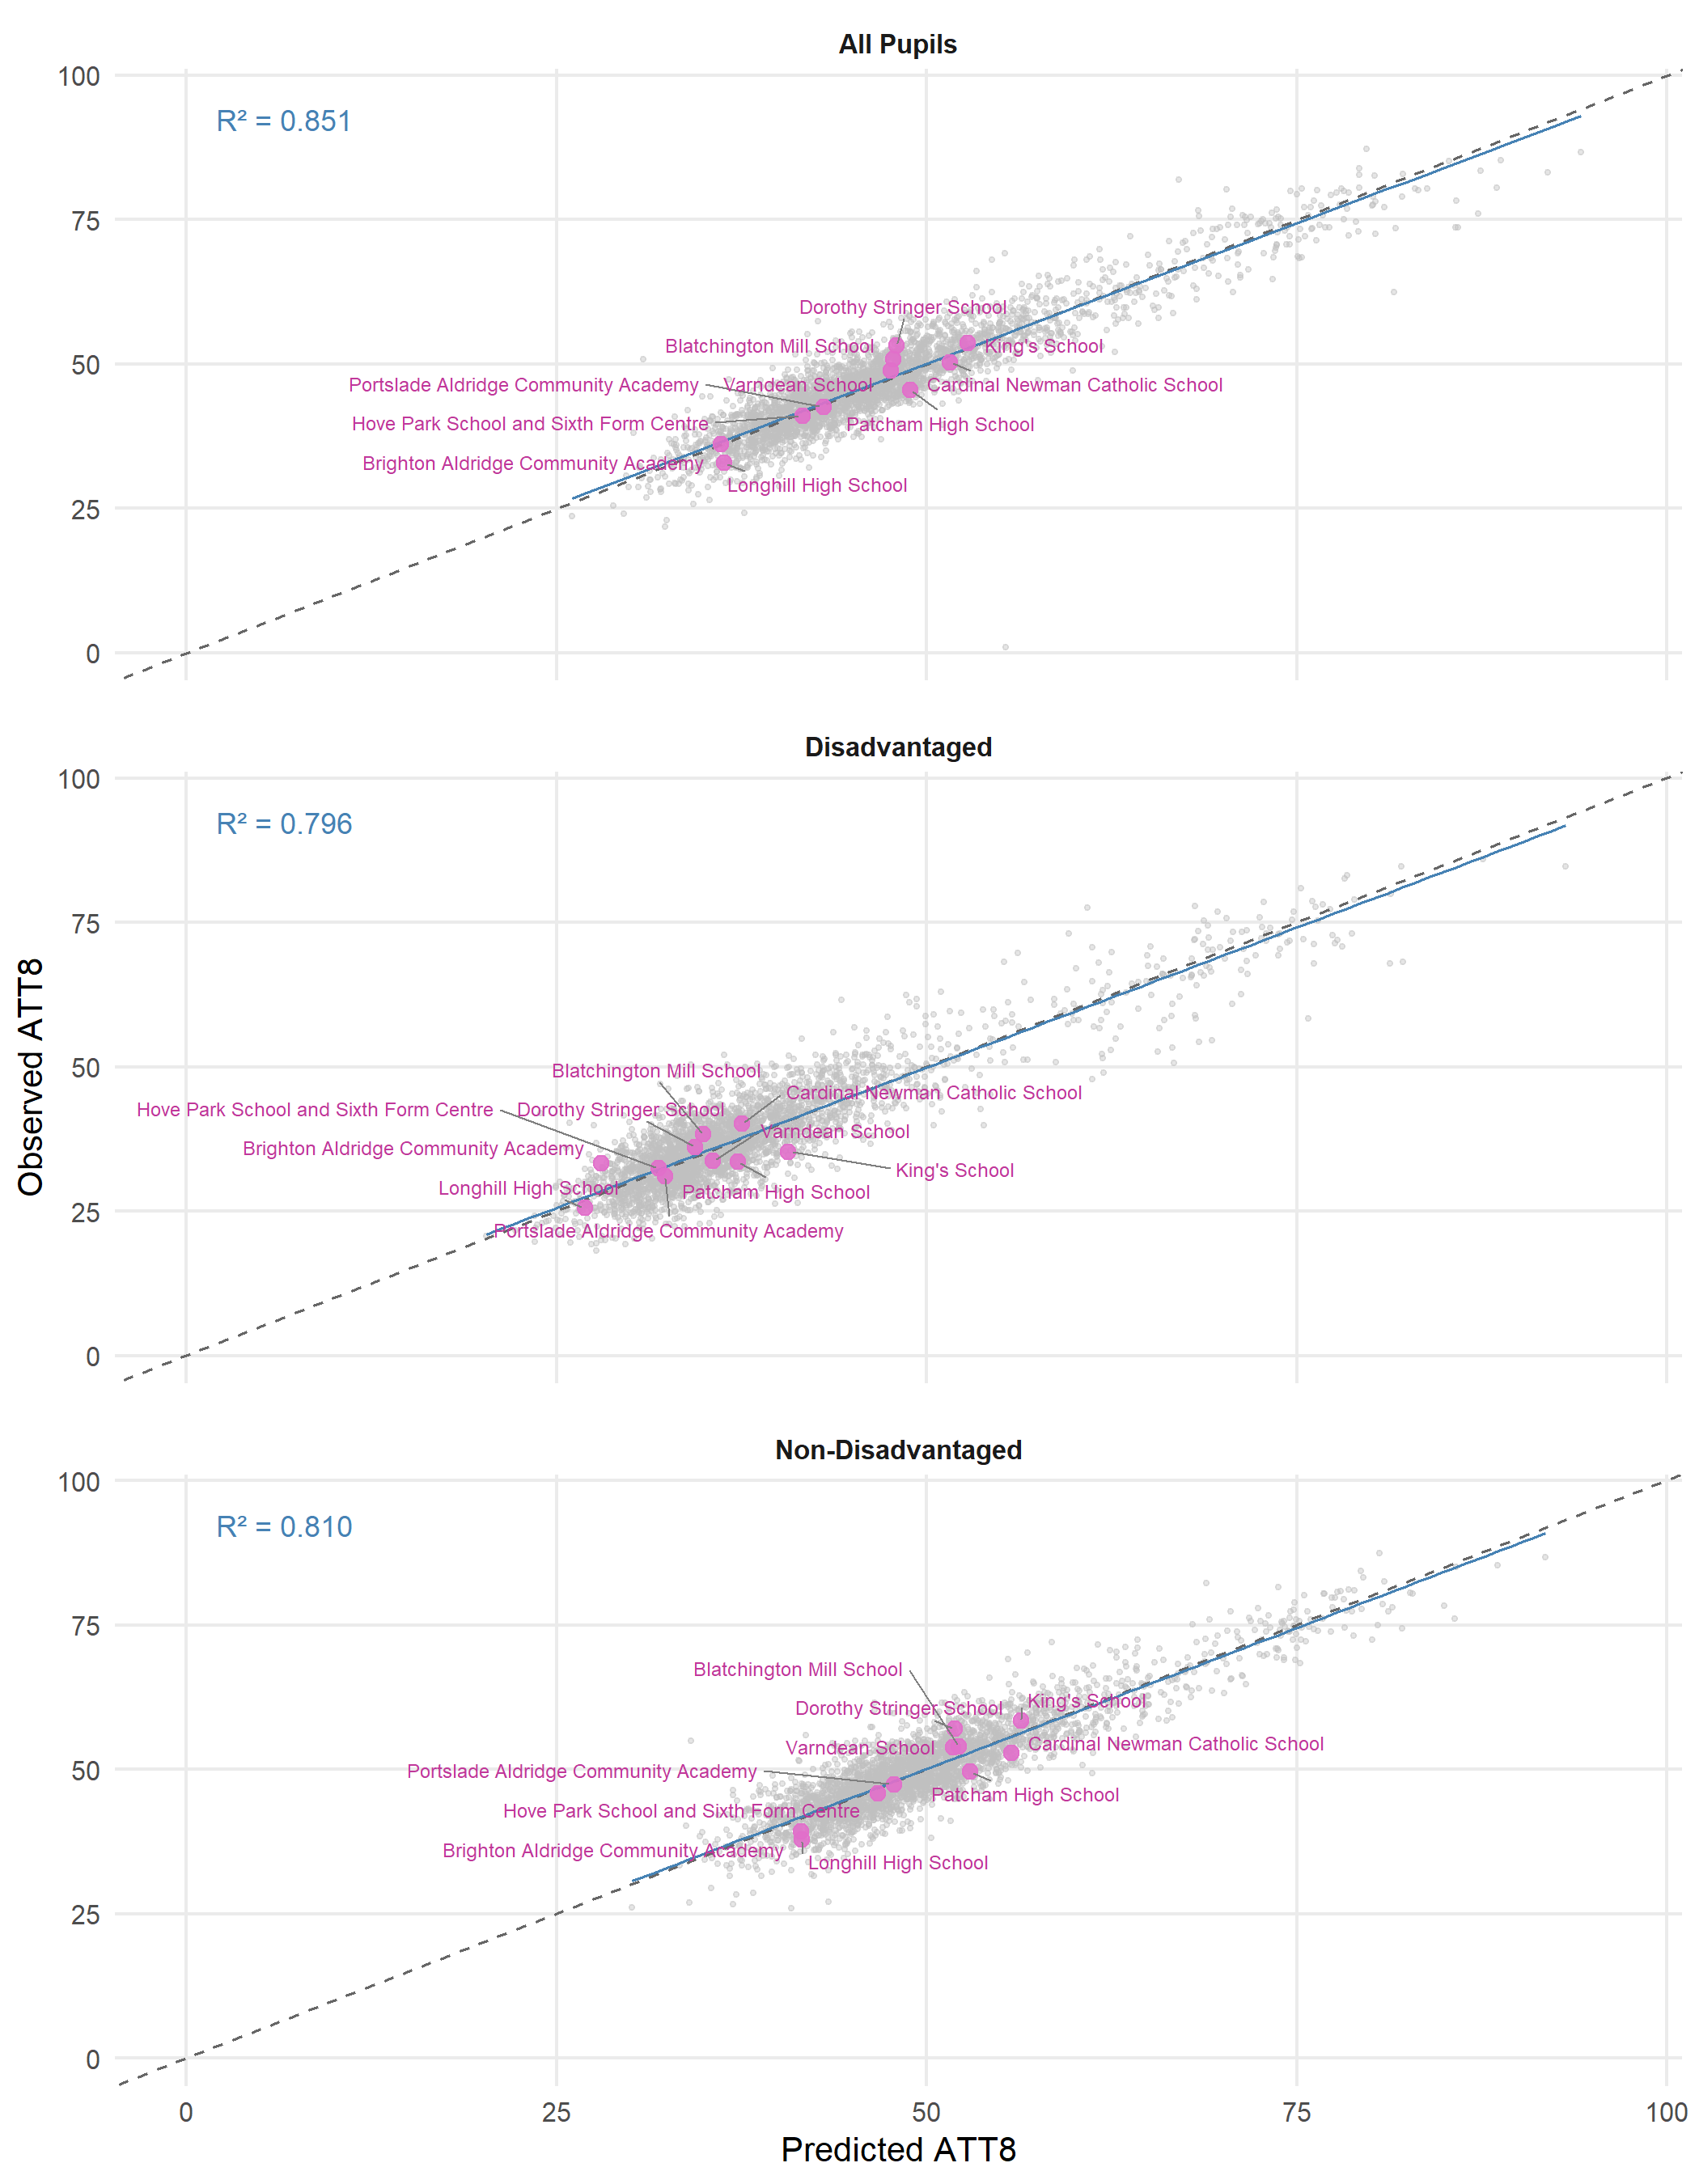 All Pupils
100
R² = 0.851
75
Dorothy Stringer School
Blatchington Mill School
King's School
50
Portslade Aldridge Community Academy
Varndean School
Cardinal Newman Catholic School
Hove Park School and Sixth Form Centre
Patcham High School
Brighton Aldridge Community Academy
Longhill High School
25
0
Disadvantaged
100
R² = 0.796
75
Observed ATT8
50
Blatchington Mill School
Cardinal Newman Catholic School
Hove Park School and Sixth Form Centre
Dorothy Stringer School
Varndean School
Brighton Aldridge Community Academy
King's School
Longhill High School
Patcham High School
25
Portslade Aldridge Community Academy
0
Non-Disadvantaged
100
R² = 0.810
75
Blatchington Mill School
King's School
Dorothy Stringer School
Cardinal Newman Catholic School
Varndean School
50
Portslade Aldridge Community Academy
Patcham High School
Hove Park School and Sixth Form Centre
Brighton Aldridge Community Academy
Longhill High School
25
0
0 25 50 75 100
Predicted ATT8